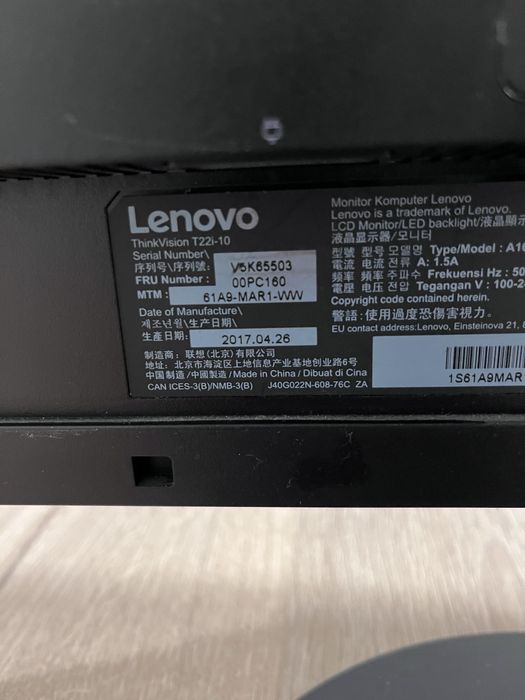 Lenovo
ThinkVision T22i-10
Serial Number\
序列号\序列號: V5K65503
FRU Number : 00PC160
MTM : 61A9-MAR1-WW
Date of Manufacture\
제조년월\生产日期\
生產日期: 2017.04.26
制造商: 联想(北京)有限公司
地址: 北京市海淀区上地信息产业基地创业路6号
中国制造/中國製造/Made in China/Dibuat di Cina
CAN ICES-3(B)/NMB-3(B) J40G022N-608-76C ZA
Monitor Komputer Lenovo
Lenovo is a trademark of Lenovo.
LCD Monitor/LED backlight/液晶顯示
液晶显示器/모니터
型號 型号 모델명 Type/Model : A16
電流 电流 전류 A: 1.5A
頻率 频率 주파수 Frekuensi Hz : 50
電壓 电压 전압 Tegangan V : 100-2
Copyright code contained herein.
警語: 使用過度恐傷害視力。
EU contact address:Lenovo, Einsteinova 21,
1S61A9MAR